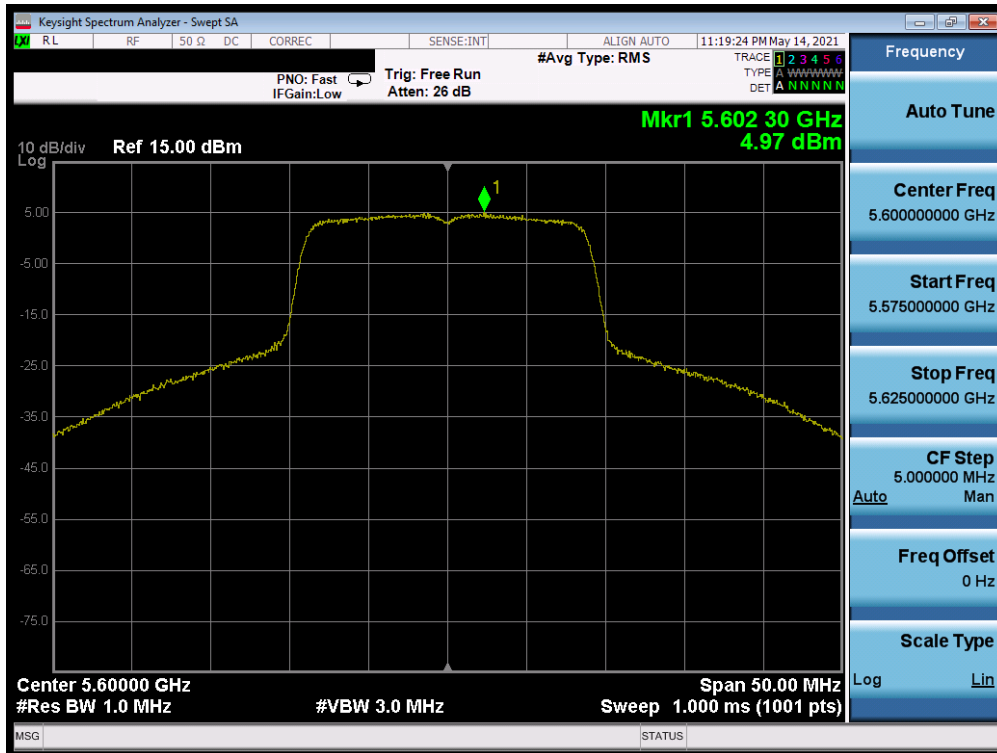 Keysight Spectrum Analyzer - Swept SA
LXI RL RF 50 Ω DC CORREC SENSE:INT ALIGN AUTO 11:19:24 PM May 14, 2021
PNO: Fast
IFGain:Low
Trig: Free Run
Atten: 26 dB
#Avg Type: RMS
TRACE 1 2 3 4 5 6
TYPE A WWWWW
DET A N N N N N
Mkr1 5.602 30 GHz
4.97 dBm
10 dB/div Ref 15.00 dBm
Log
1
5.00
-5.00
-15.0
-25.0
-35.0
-45.0
-55.0
-65.0
-75.0
Center 5.60000 GHz Span 50.00 MHz
#Res BW 1.0 MHz #VBW 3.0 MHz Sweep 1.000 ms (1001 pts)
MSG STATUS
Frequency
Auto Tune
Center Freq
5.600000000 GHz
Start Freq
5.575000000 GHz
Stop Freq
5.625000000 GHz
CF Step
5.000000 MHz
Auto Man
Freq Offset
0 Hz
Scale Type
Log Lin